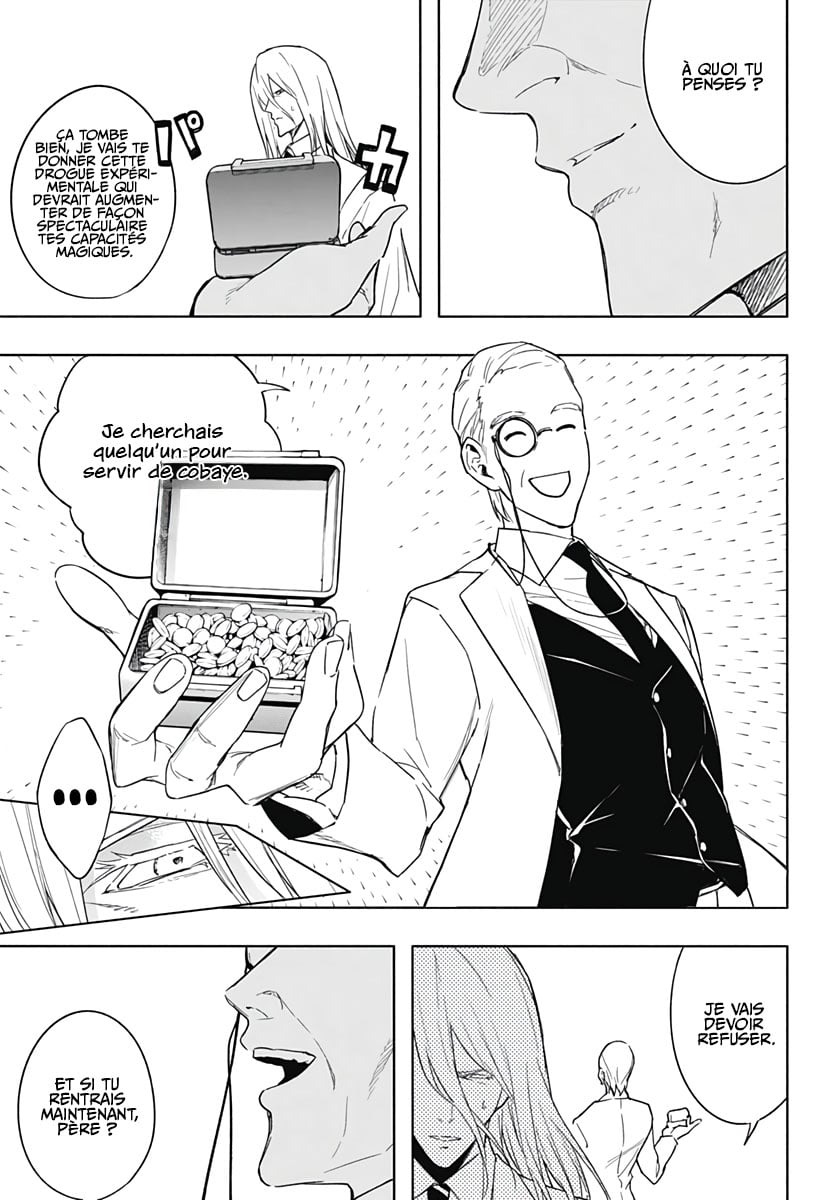 À QUOI TU
PENSES ?
ÇA TOMBE
BIEN, JE VAIS TE
DONNER CETTE
DROGUE EXPÉRI-
MENTALE QUI
DEVRAIT AUGMEN-
TER DE FAÇON
SPECTACULAIRE
TES CAPACITÉS
MAGIQUES.
カパ
Je cherchais
quelqu'un pour
servir de cobaye.
...
JE VAIS
DEVOIR
REFUSER.
ET SI TU
RENTRAIS
MAINTENANT,
PÈRE ?